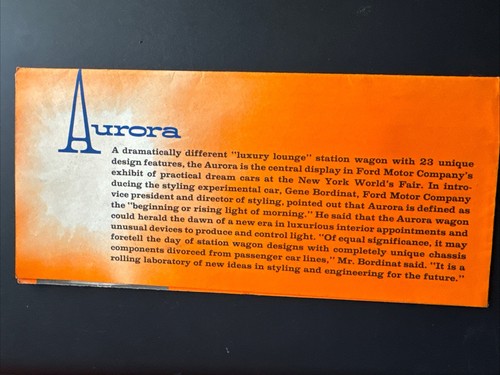 Aurora
A dramatically different "luxury lounge" station wagon with 23 unique
design features, the Aurora is the central display in Ford Motor Company's
exhibit of practical dream cars at the New York World's Fair. In intro-
ducing the styling experimental car, Gene Bordinat, Ford Motor Company
vice president and director of styling, pointed out that Aurora is defined as
the "beginning or rising light of morning." He said that the Aurora wagon
could herald the dawn of a new era in luxurious interior appointments and
unusual devices to produce and control light. "Of equal significance, it may
foretell the day of station wagon designs with completely unique chassis
components divorced from passenger car lines," Mr. Bordinat said. "It is a
rolling laboratory of new ideas in styling and engineering for the future."